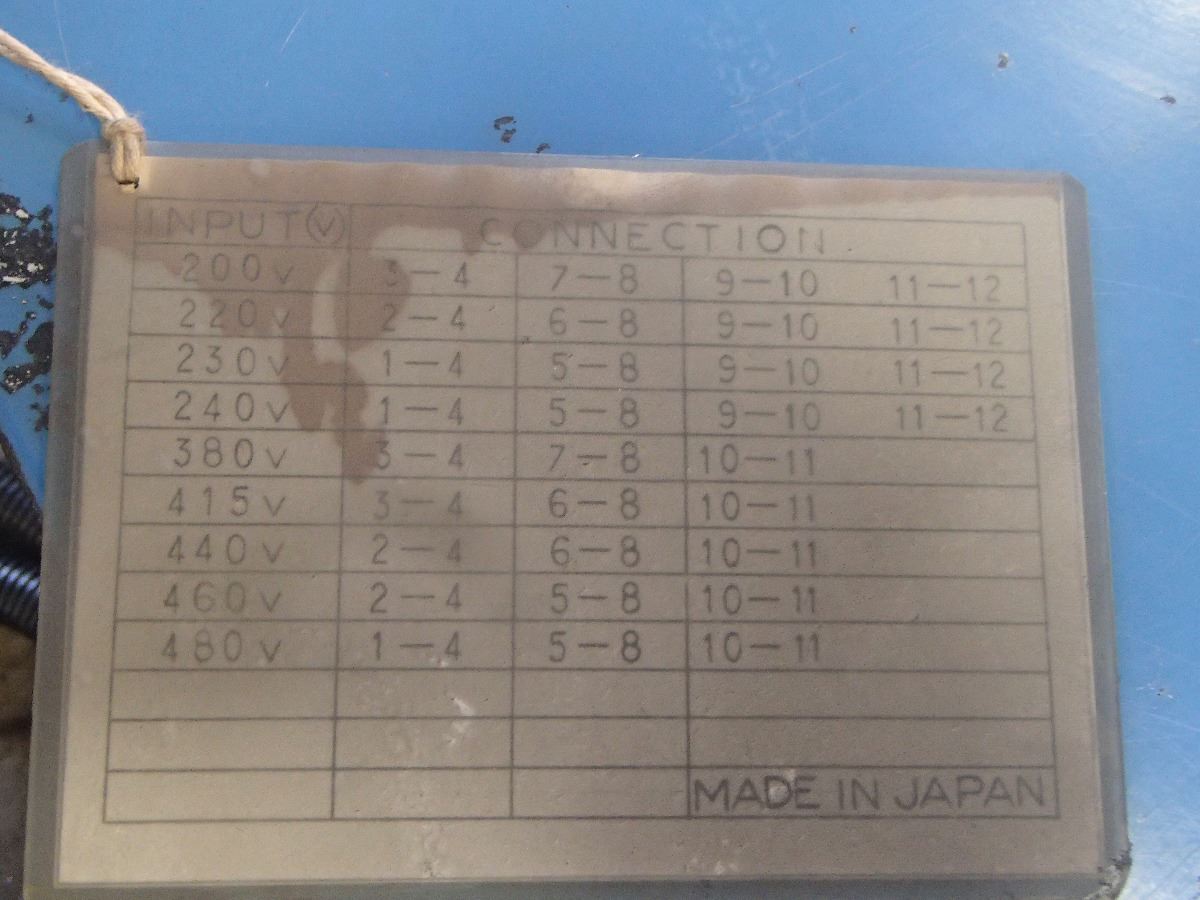 INPUT(V) CONNECTION
200V 3—4 7—8 9—10 11—12
220V 2—4 6—8 9—10 11—12
230V 1—4 5—8 9—10 11—12
240V 1—4 5—8 9—10 11—12
380V 3—4 7—8 10—11
415V 3—4 6—8 10—11
440V 2—4 6—8 10—11
460V 2—4 5—8 10—11
480V 1—4 5—8 10—11
MADE IN JAPAN